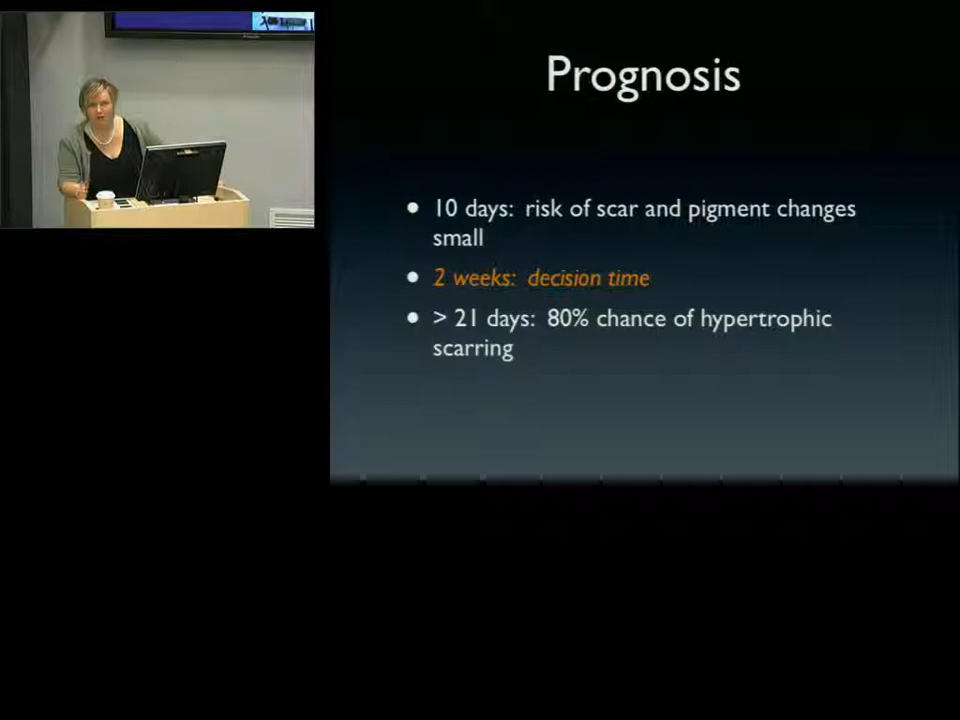 Prognosis
• 10 days: risk of scar and pigment changes
small
• 2 weeks: decision time
• > 21 days: 80% chance of hypertrophic
scarring